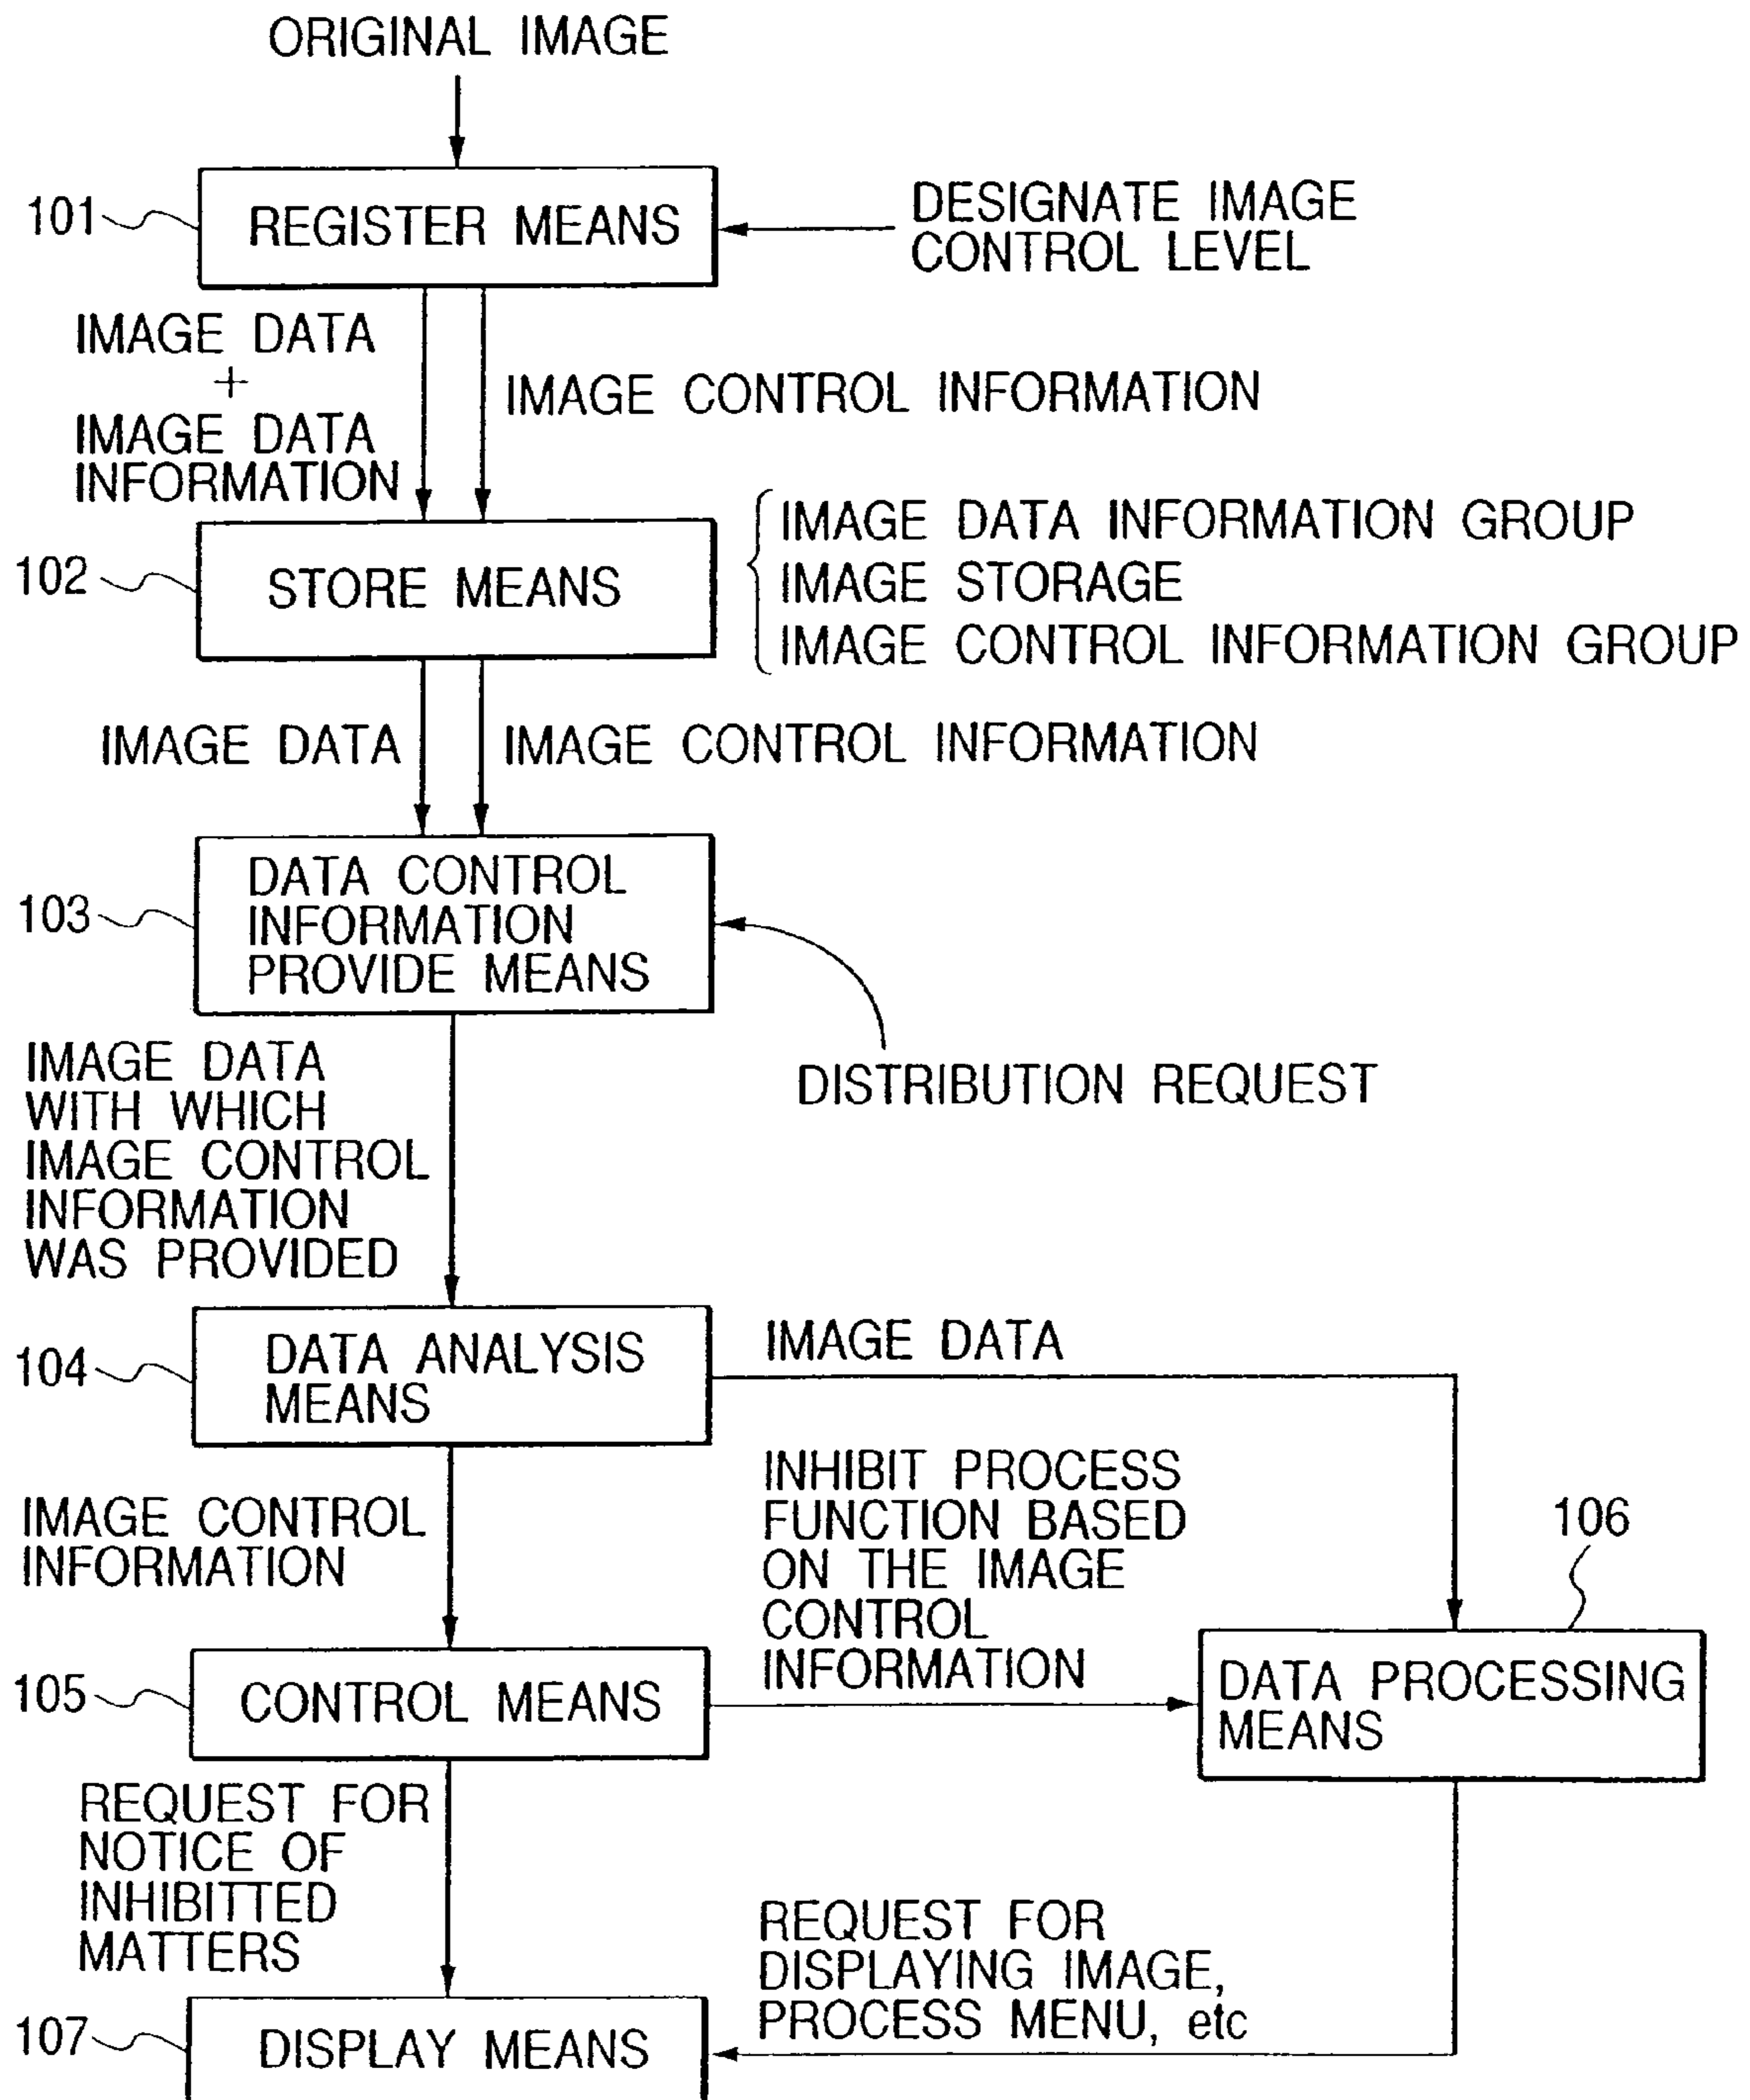 ORIGINAL IMAGE
101
REGISTER MEANS
DESIGNATE IMAGE
CONTROL LEVEL
IMAGE DATA
+
IMAGE DATA
INFORMATION
IMAGE CONTROL INFORMATION
102
STORE MEANS
IMAGE DATA INFORMATION GROUP
IMAGE STORAGE
IMAGE CONTROL INFORMATION GROUP
IMAGE DATA
IMAGE CONTROL INFORMATION
103
DATA CONTROL
INFORMATION
PROVIDE MEANS
DISTRIBUTION REQUEST
IMAGE DATA
WITH WHICH
IMAGE CONTROL
INFORMATION
WAS PROVIDED
104
DATA ANALYSIS
MEANS
IMAGE DATA
IMAGE CONTROL
INFORMATION
INHIBIT PROCESS
FUNCTION BASED
ON THE IMAGE
CONTROL
INFORMATION
106
DATA PROCESSING
MEANS
105
CONTROL MEANS
REQUEST FOR
NOTICE OF
INHIBITTED
MATTERS
REQUEST FOR
DISPLAYING IMAGE,
PROCESS MENU, etc
107
DISPLAY MEANS